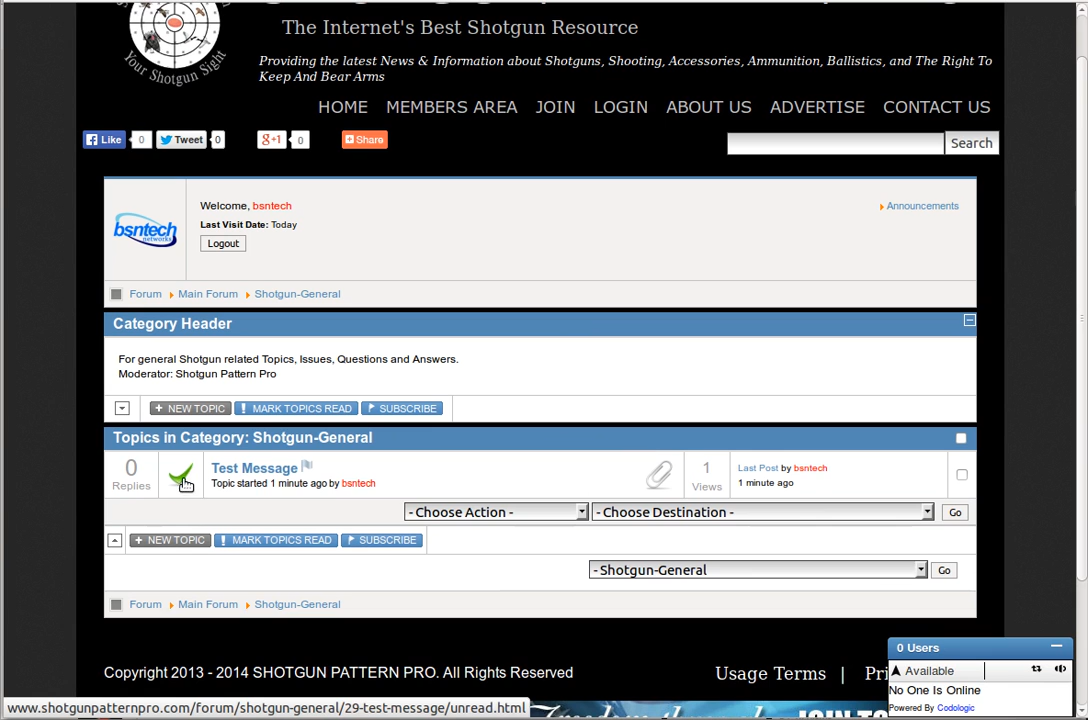 Your Shotgun Sight
The Internet's Best Shotgun Resource
Providing the latest News & Information about Shotguns, Shooting, Accessories, Ammunition, Ballistics, and The Right To
Keep And Bear Arms
HOME MEMBERS AREA JOIN LOGIN ABOUT US ADVERTISE CONTACT US
Like 0 Tweet 0 g+1 0 Share
Search
bsntech
networks
Welcome, bsntech
Last Visit Date: Today
Logout
Announcements
Forum Main Forum Shotgun-General
Category Header
For general Shotgun related Topics, Issues, Questions and Answers.
Moderator: Shotgun Pattern Pro
NEW TOPIC MARK TOPICS READ SUBSCRIBE
Topics in Category: Shotgun-General
0
Replies
Test Message
Topic started 1 minute ago by bsntech
1
Views
Last Post by bsntech
1 minute ago
- Choose Action - - Choose Destination - Go
NEW TOPIC MARK TOPICS READ SUBSCRIBE
- Shotgun-General Go
Forum Main Forum Shotgun-General
Copyright 2013 - 2014 SHOTGUN PATTERN PRO. All Rights Reserved
Usage Terms |
0 Users
Available
No One Is Online
Powered By Codologic
www.shotgunpatternpro.com/forum/shotgun-general/29-test-message/unread.html